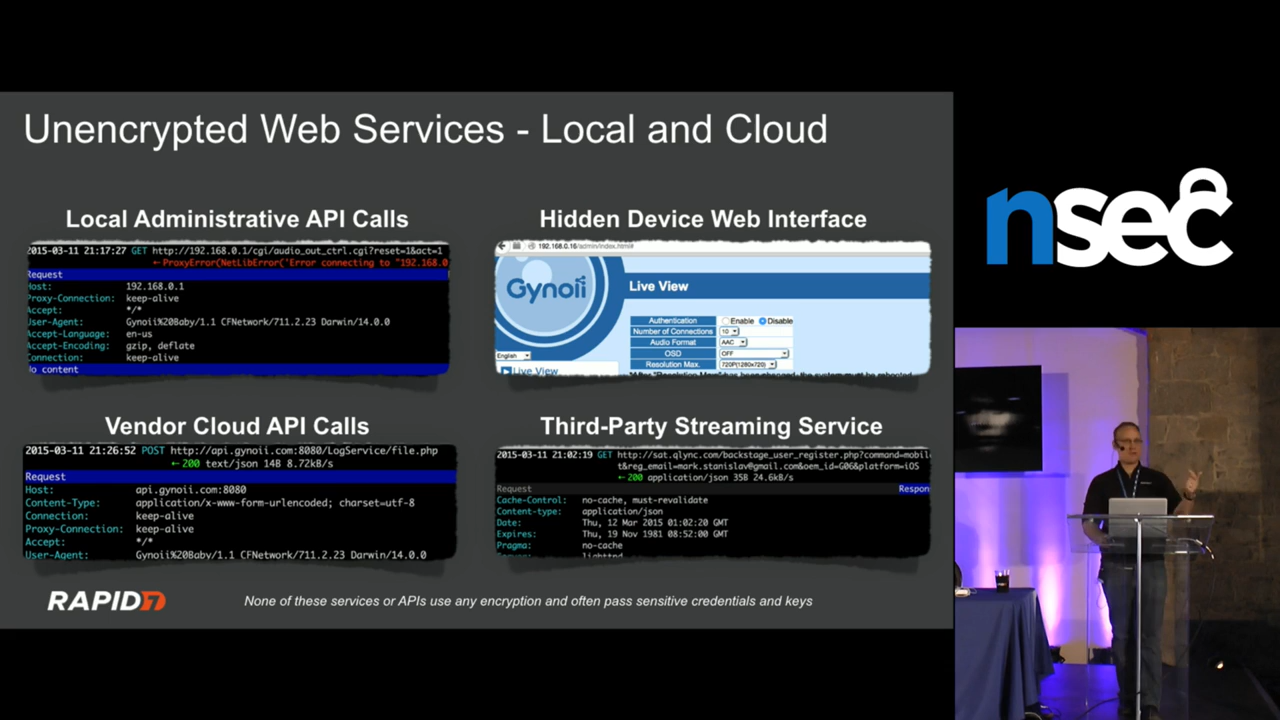 Unencrypted Web Services - Local and Cloud
Local Administrative API Calls
2015-03-11 21:17:27 GET http://192.168.0.1/cgi/audio_out_ctrl.cgi?reset=1&act=1
←ProxyError(NetLibError('Error connecting to "192.168.0
Request
Host: 192.168.0.1
Proxy-Connection: keep-alive
Accept: */*
User-Agent: Gynoii%20Baby/1.1 CFNetwork/711.2.23 Darwin/14.0.0
Accept-Language: en-us
Accept-Encoding: gzip, deflate
Connection: keep-alive
No content
Hidden Device Web Interface
192.168.0.16/admin/index.html#
Gynoii
Live View
Authentication Enable Disable
Number of Connections 10
Audio Format AAC
OSD OFF
Resolution Max. 720P(1280x720)
English
Live View
Vendor Cloud API Calls
2015-03-11 21:26:52 POST http://api.gynoii.com:8080/LogService/file.php
← 200 text/json 14B 8.72kB/s
Request
Host: api.gynoii.com:8080
Content-Type: application/x-www-form-urlencoded; charset=utf-8
Connection: keep-alive
Proxy-Connection: keep-alive
Accept: */*
User-Agent: Gynoii%20Baby/1.1 CFNetwork/711.2.23 Darwin/14.0.0
Third-Party Streaming Service
2015-03-11 21:02:19 GET http://sat.qlync.com/backstage_user_register.php?command=mobil
t&reg_email=mark.stanislav@gmail.com&oem_id=G06&platform=iOS
← 200 application/json 35B 24.6kB/s
Request Respon
Cache-Control: no-cache, must-revalidate
Content-type: application/json
Date: Thu, 12 Mar 2015 01:02:20 GMT
Expires: Thu, 19 Nov 1981 08:52:00 GMT
Pragma: no-cache
RAPID7
None of these services or APIs use any encryption and often pass sensitive credentials and keys
nsec